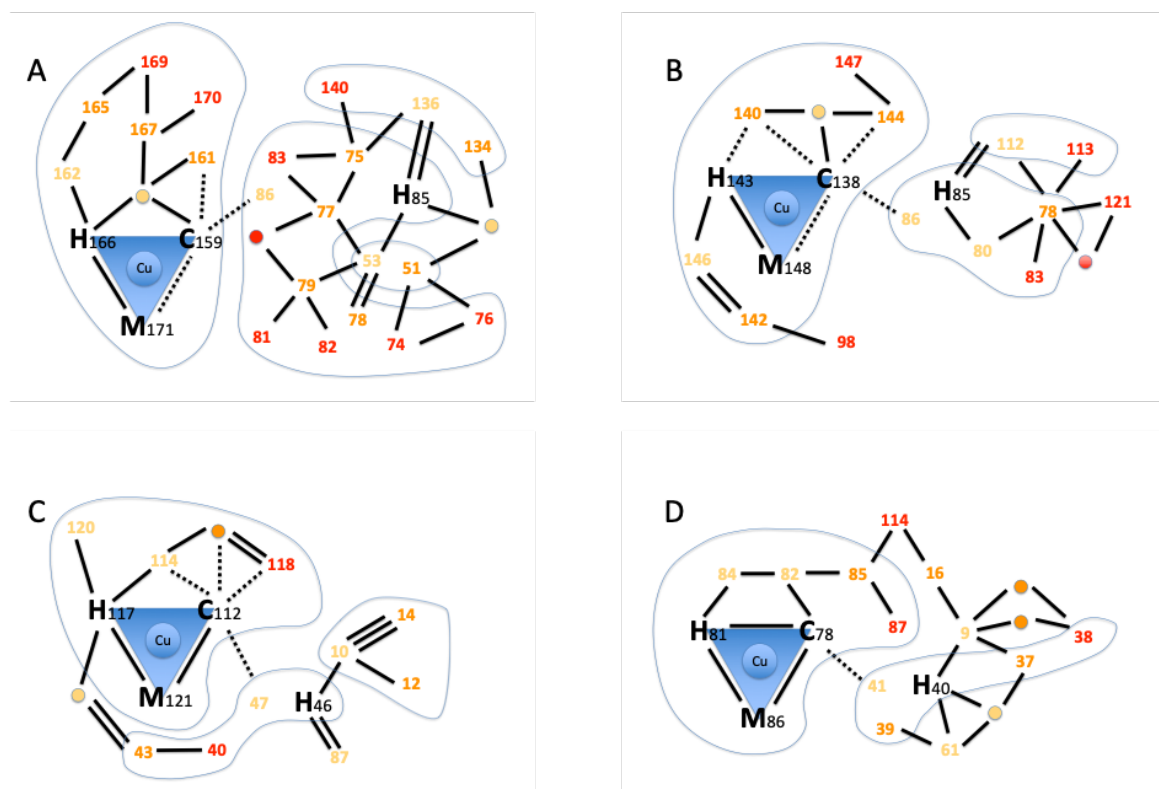 A
169
140
136
165
170
167
134
83
75
162
161
86
H85
77
H166
C159
53
51
Cu
79
78
76
M171
81
82
74
B
147
140
144
112
113
H143
C138
H85
86
78
121
Cu
80
M148
146
83
142
98
C
120
114
118
H117
C112
14
10
Cu
12
M121
47
H46
43
40
87
D
114
84
82
85
16
87
H81
C78
9
38
Cu
37
41
H40
M86
39
61